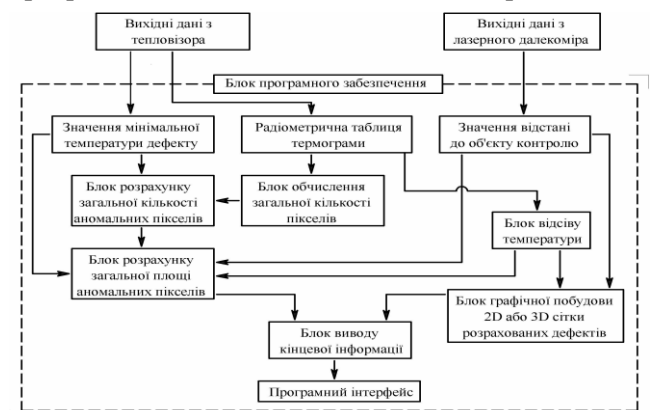 Вихідні дані з
тепловізора
Вихідні дані з
лазерного далекоміра
Блок програмного забезпечення
Значення мінімальної
температури дефекту
Радіометрична таблиця
термограми
Значення відстані
до об'єкту контролю
Блок розрахунку
загальної кількості
аномальних пікселів
Блок обчислення
загальної кількості
пікселів
Блок відсіву
температури
Блок розрахунку
загальної площі
аномальних пікселів
Блок графічної побудови
2D або 3D сітки
розрахованих дефектів
Блок виводу
кінцевої інформації
Програмний інтерфейс